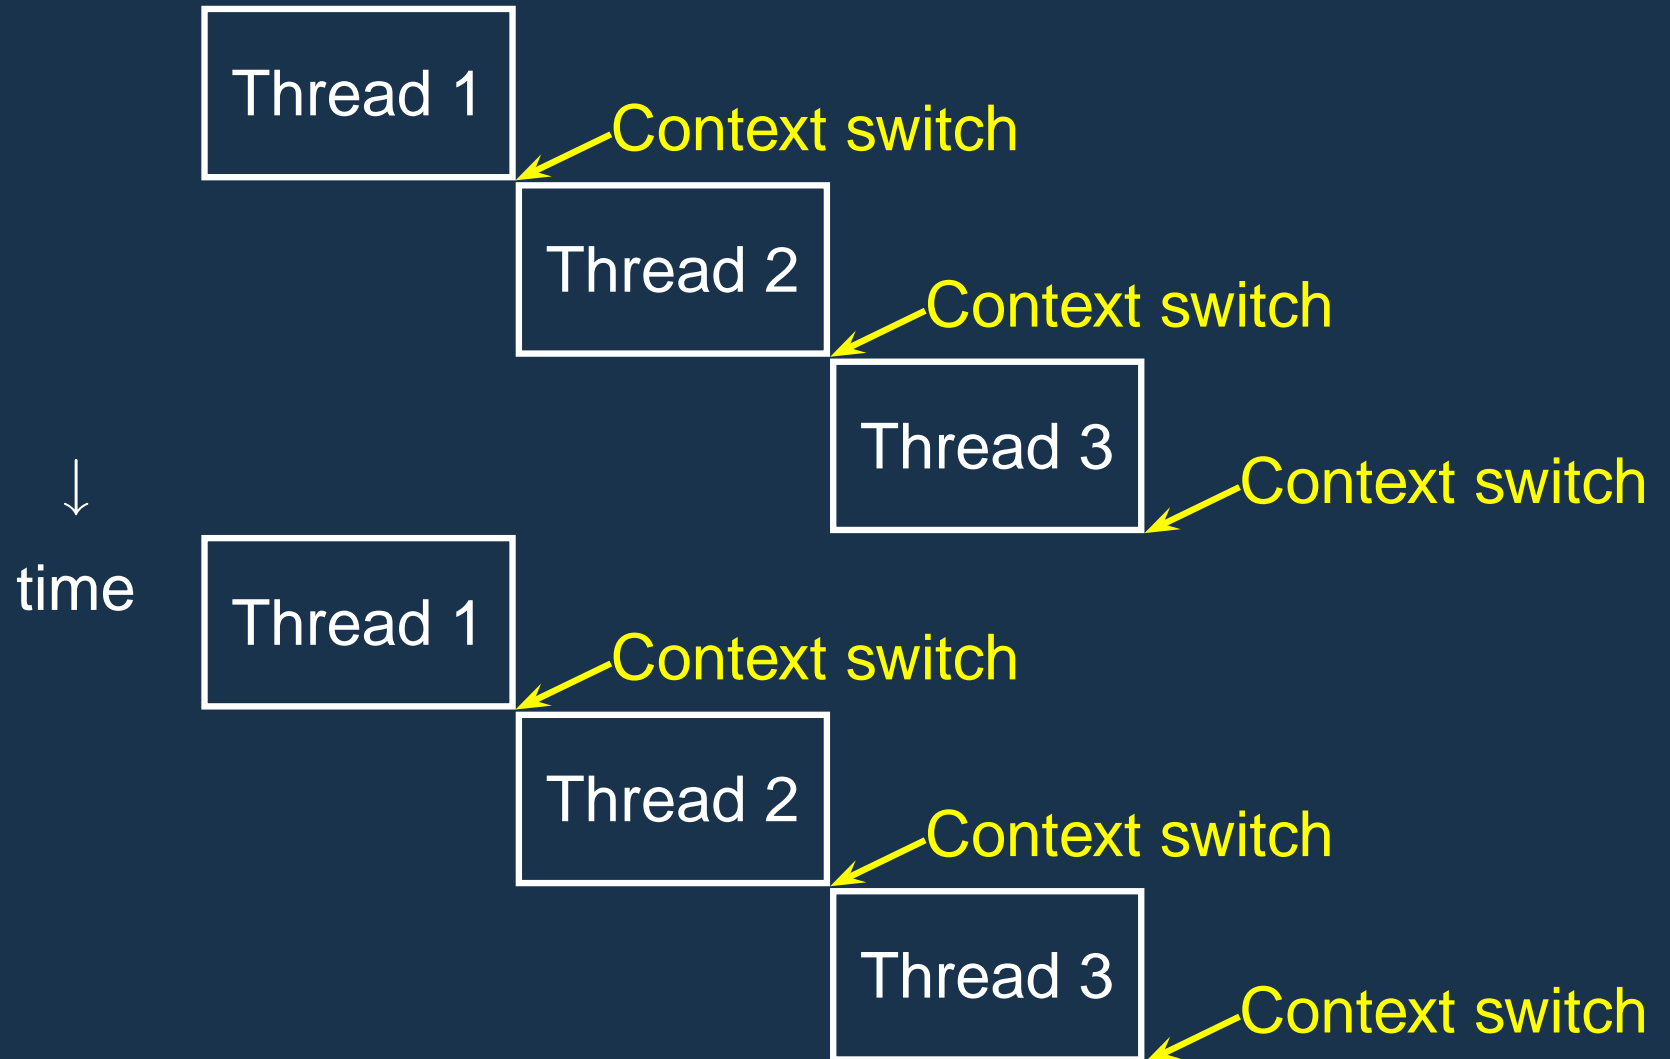 Thread 1
Context switch
Thread 2
Context switch
Thread 3
Context switch
↓
time
Thread 1
Context switch
Thread 2
Context switch
Thread 3
Context switch